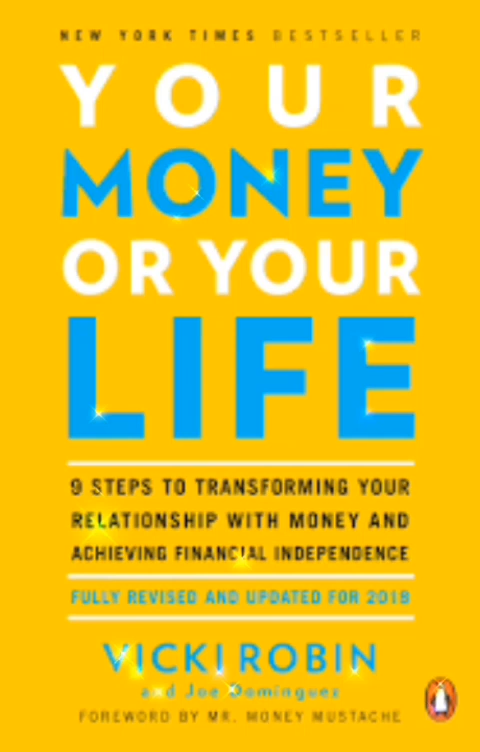 NEW YORK TIMES BESTSELLER
YOUR
MONEY
OR YOUR
LIFE
9 STEPS TO TRANSFORMING YOUR
RELATIONSHIP WITH MONEY AND
ACHIEVING FINANCIAL INDEPENDENCE
FULLY REVISED AND UPDATED FOR 2018
VICKI ROBIN
and Joe Dominguez
FOREWORD BY MR. MONEY MUSTACHE